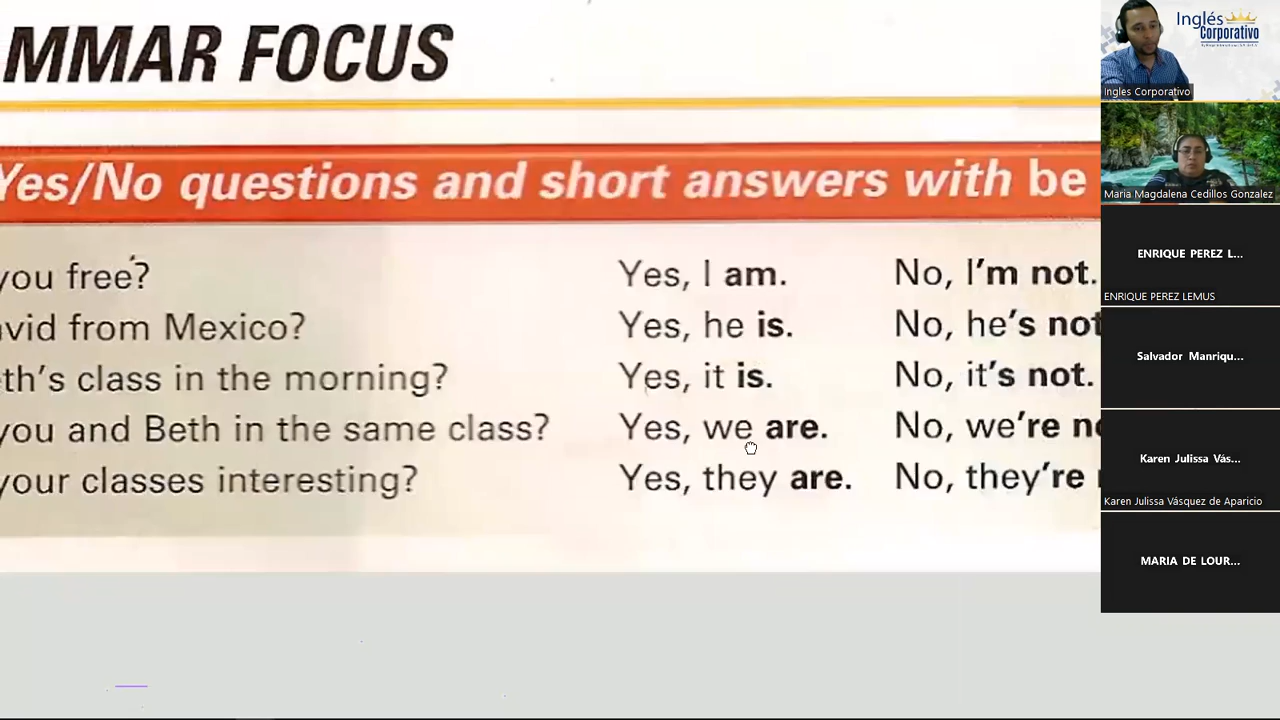 MMAR FOCUS
Yes/No questions and short answers with be
you free? Yes, I am. No, I'm not.
vid from Mexico? Yes, he is. No, he's not
th's class in the morning? Yes, it is. No, it's not.
you and Beth in the same class? Yes, we are. No, we're no
your classes interesting? Yes, they are. No, they're
Inglés
Corporativo
Ingles Corporativo
Maria Magdalena Cedillos Gonzalez
ENRIQUE PEREZ L...
ENRIQUE PEREZ LEMUS
Salvador Manriqu...
Karen Julissa Vás...
Karen Julissa Vásquez de Aparicio
MARIA DE LOUR...